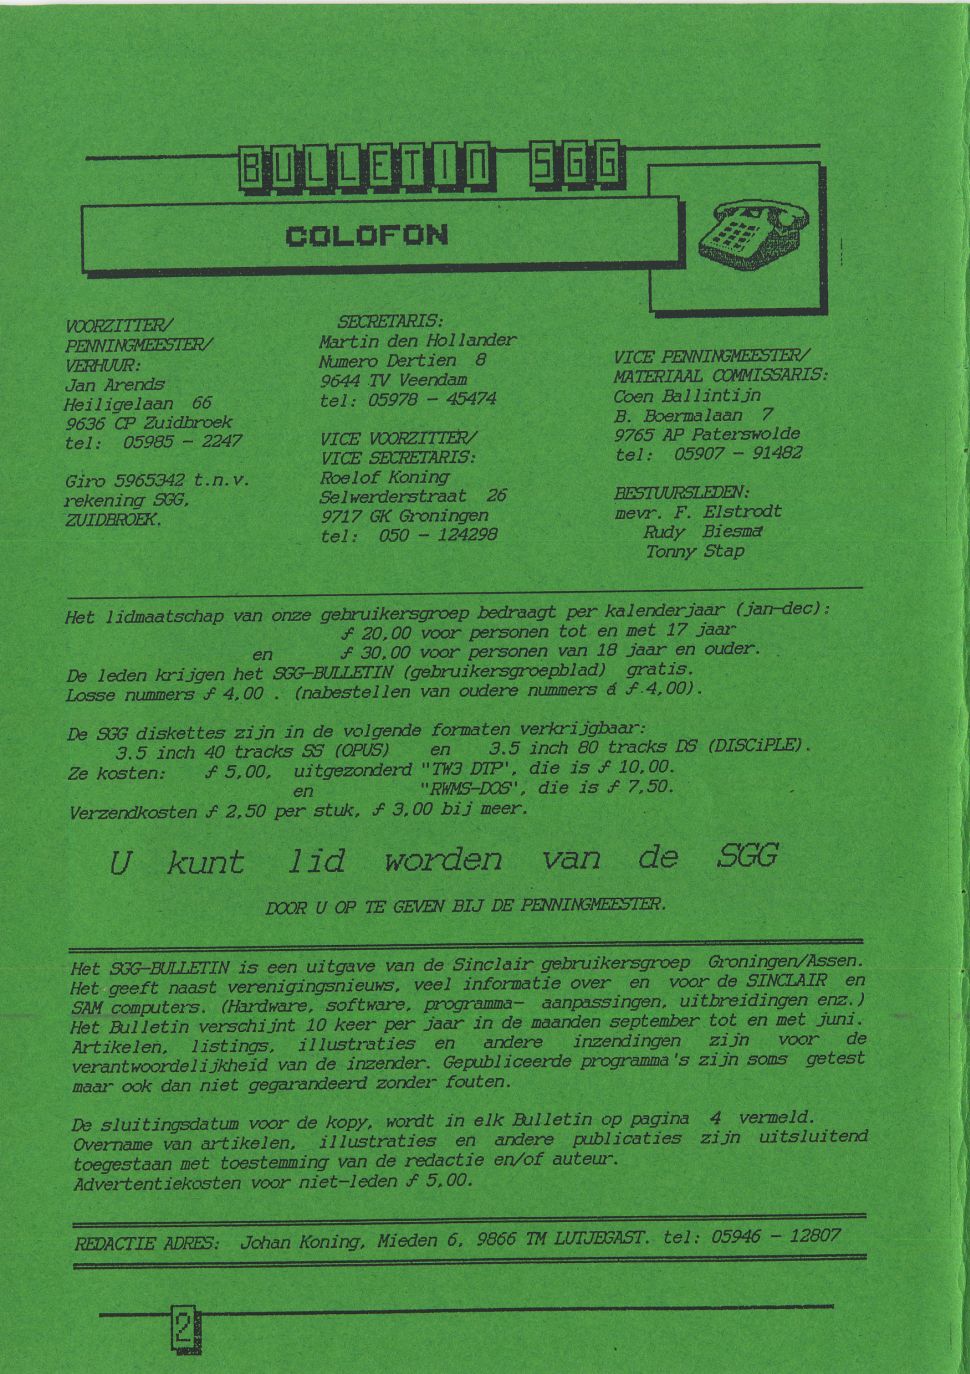 BULLETIN SGG
COLOFON
VOORZITTER/
PENNINGMEESTER/
VERHUUR:
Jan Arends
Heiligelaan 66
9636 CP Zuidbroek
tel: 05985 - 2247
Giro 5965342 t.n.v.
rekening SGG,
ZUIDBROEK.
SECRETARIS:
Martin den Hollander
Numero Dertien 8
9644 TV Veendam
tel: 05978 - 45474
VICE VOORZITTER/
VICE SECRETARIS:
Roelof Koning
Selwerderstraat 26
9717 GK Groningen
tel: 050 - 124298
VICE PENNINGMEESTER/
MATERIAAL COMMISSARIS:
Coen Ballintijn
B. Boermalaan 7
9765 AP Paterswolde
tel: 05907 - 91482
BESTUURSLEDEN:
mevr. F. Elstrodt
Rudy Biesma
Tonny Stap
Het lidmaatschap van onze gebruikersgroep bedraagt per kalenderjaar (jan-dec):
ƒ 20,00 voor personen tot en met 17 jaar
en ƒ 30,00 voor personen van 18 jaar en ouder.
De leden krijgen het SGG-BULLETIN (gebruikersgroepblad) gratis.
Losse nummers ƒ 4,00 . (nabestellen van oudere nummers á ƒ 4,00).
De SGG diskettes zijn in de volgende formaten verkrijgbaar:
3.5 inch 40 tracks SS (OPUS) en 3.5 inch 80 tracks DS (DISCiPLE).
Ze kosten: ƒ 5,00, uitgezonderd "TW3 DTP", die is ƒ 10,00.
en "RWMS-DOS", die is ƒ 7,50.
Verzendkosten ƒ 2,50 per stuk, ƒ 3,00 bij meer.
U kunt lid worden van de SGG
DOOR U OP TE GEVEN BIJ DE PENNINGMEESTER.
Het SGG-BULLETIN is een uitgave van de Sinclair gebruikersgroep Groningen/Assen.
Het geeft naast verenigingsnieuws, veel informatie over en voor de SINCLAIR en
SAM computers. (Hardware, software, programma- aanpassingen, uitbreidingen enz.)
Het Bulletin verschijnt 10 keer per jaar in de maanden september tot en met juni.
Artikelen, listings, illustraties en andere inzendingen zijn voor de
verantwoordelijkheid van de inzender. Gepubliceerde programma's zijn soms getest
maar ook dan niet gegarandeerd zonder fouten.
De sluitingsdatum voor de kopy, wordt in elk Bulletin op pagina 4 vermeld.
Overname van artikelen, illustraties en andere publicaties zijn uitsluitend
toegestaan met toestemming van de redactie en/of auteur.
Advertentiekosten voor niet-leden ƒ 5,00.
REDACTIE ADRES: Johan Koning, Mieden 6, 9866 TM LUTJEGAST. tel: 05946 - 12807
2